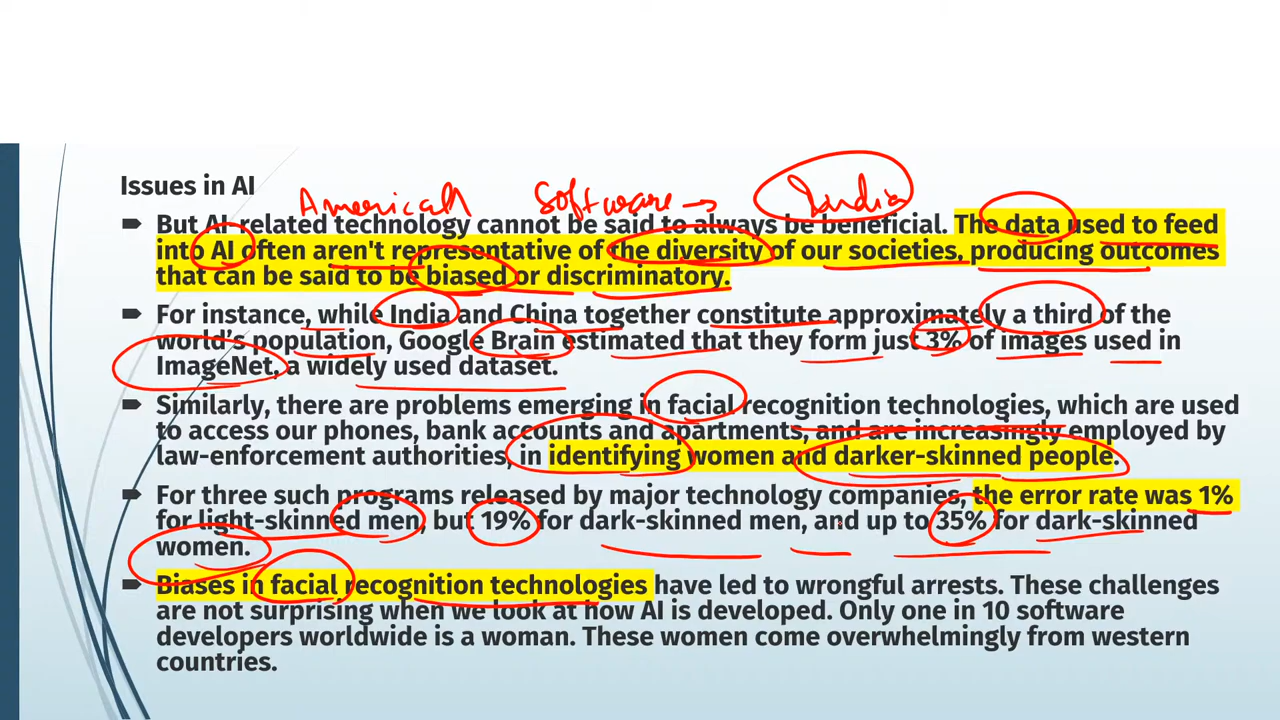 Issues in AI
American Software → India
But AI-related technology cannot be said to always be beneficial. The data used to feed
into AI often aren't representative of the diversity of our societies, producing outcomes
that can be said to be biased or discriminatory.
For instance, while India and China together constitute approximately a third of the
world's population, Google Brain estimated that they form just 3% of images used in
ImageNet, a widely used dataset.
Similarly, there are problems emerging in facial recognition technologies, which are used
to access our phones, bank accounts and apartments, and are increasingly employed by
law-enforcement authorities, in identifying women and darker-skinned people.
For three such programs released by major technology companies, the error rate was 1%
for light-skinned men, but 19% for dark-skinned men, and up to 35% for dark-skinned
women.
Biases in facial recognition technologies have led to wrongful arrests. These challenges
are not surprising when we look at how AI is developed. Only one in 10 software
developers worldwide is a woman. These women come overwhelmingly from western
countries.